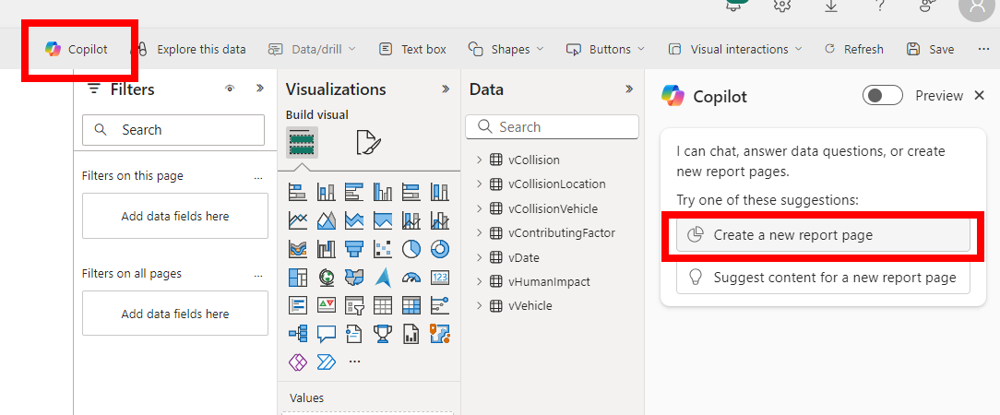 Copilot
Explore this data
Data/drill
Text box
Shapes
Buttons
Visual interactions
Refresh
Save
...
Filters
Search
Filters on this page
...
Add data fields here
Filters on all pages
...
Add data fields here
Visualizations
Build visual
123
...
Values
Data
Search
vCollision
vCollisionLocation
vCollisionVehicle
vContributingFactor
vDate
vHumanImpact
vVehicle
Copilot
Preview
I can chat, answer data questions, or create
new report pages.
Try one of these suggestions:
Create a new report page
Suggest content for a new report page